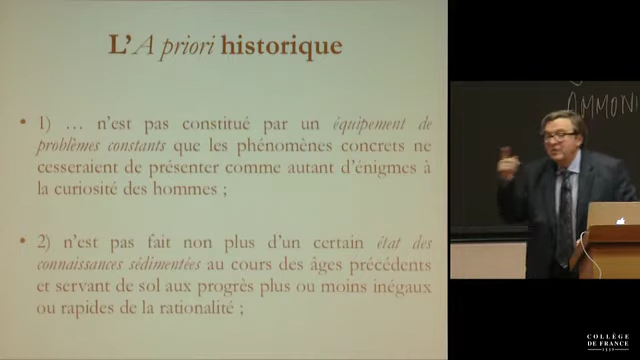 L'A priori historique
• 1) … n'est pas constitué par un équipement de
problèmes constants que les phénomènes concrets ne
cesseraient de présenter comme autant d'énigmes à
la curiosité des hommes ;
• 2) n'est pas fait non plus d'un certain état des
connaissances sédimentées au cours des âges précédents
et servant de sol aux progrès plus ou moins inégaux
ou rapides de la rationalité ;
AMMONI
COLLÈGE
DE FRANCE
1530